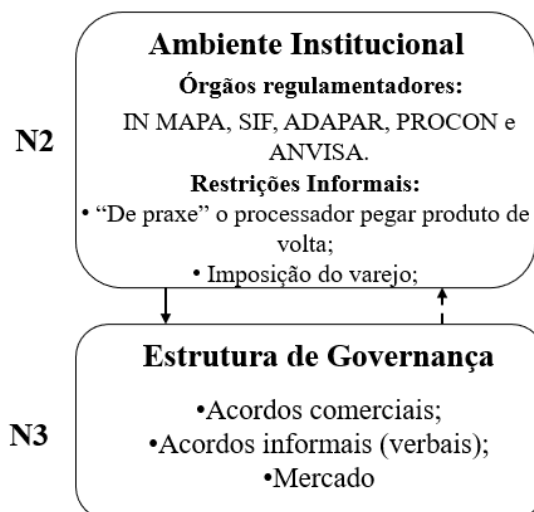 Ambiente Institucional
Órgãos regulamentadores:
N2
IN MAPA, SIF, ADAPAR, PROCON e
ANVISA.
Restrições Informais:
• “De praxe” o processador pegar produto de
volta;
• Imposição do varejo;
Estrutura de Governança
N3
•Acordos comerciais;
•Acordos informais (verbais);
•Mercado